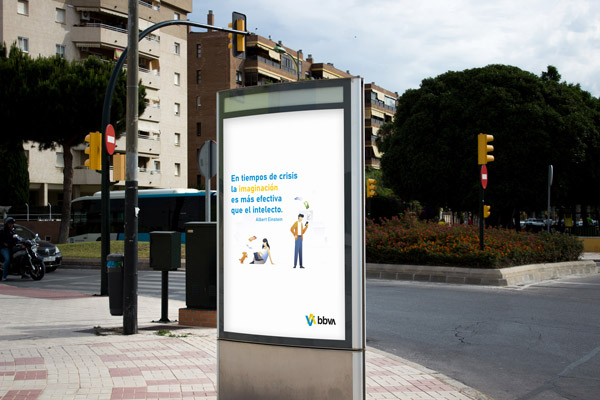 En tiempos de crisis
la imaginación
es más efectiva
que el intelecto.
Albert Einstein
bbva